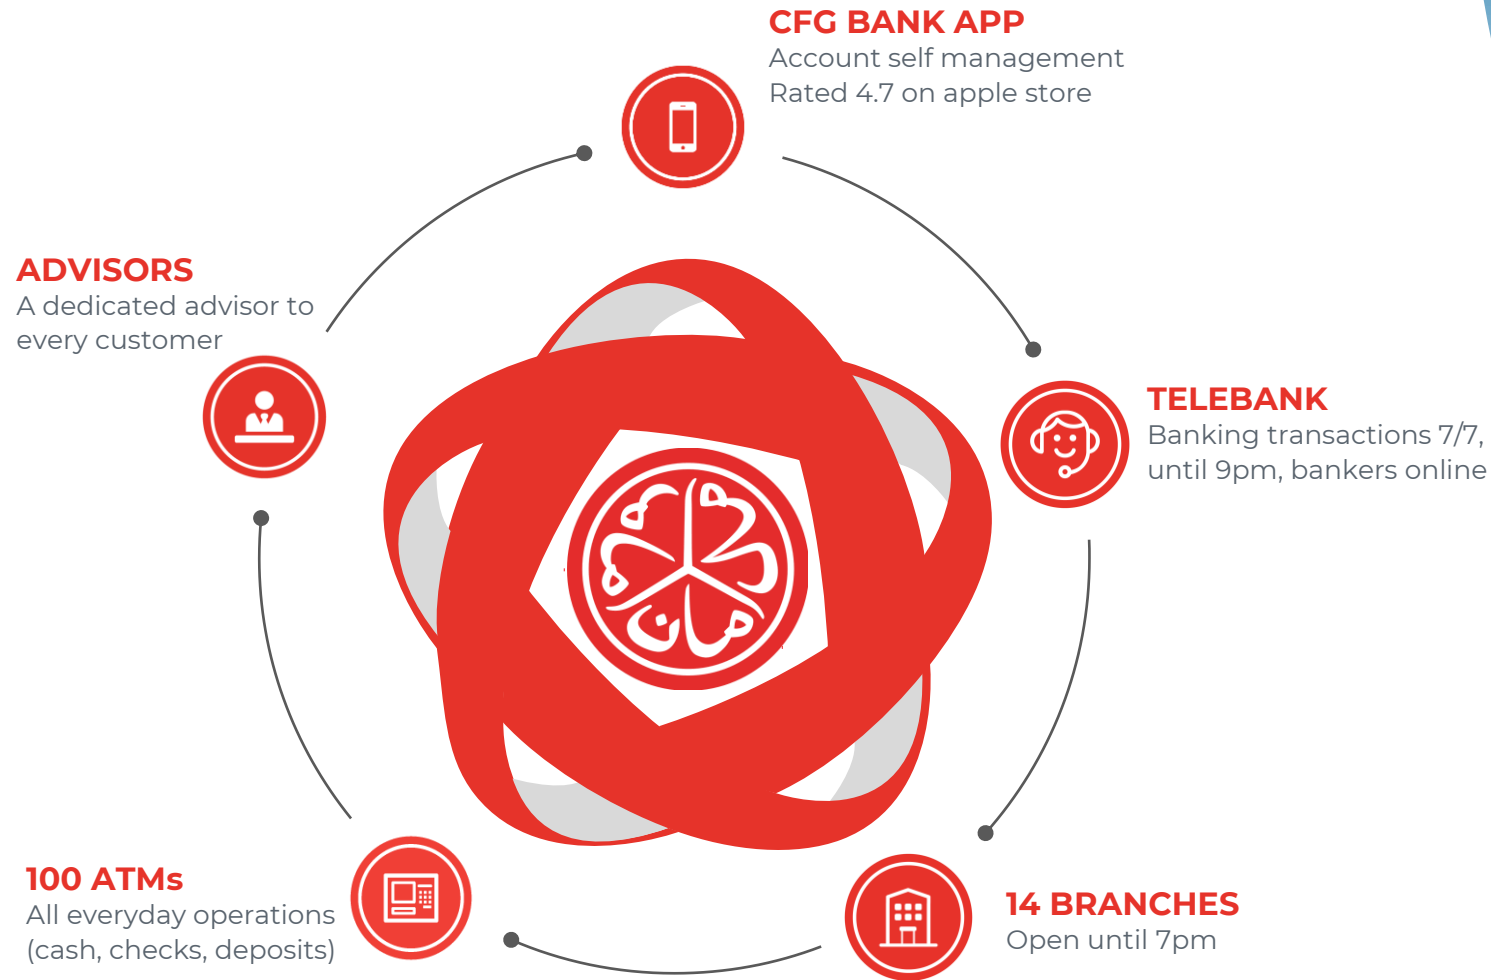 CFG BANK APP
Account self management
Rated 4.7 on apple store
ADVISORS
A dedicated advisor to
every customer
TELEBANK
Banking transactions 7/7,
until 9pm, bankers online
100 ATMs
All everyday operations
(cash, checks, deposits)
14 BRANCHES
Open until 7pm